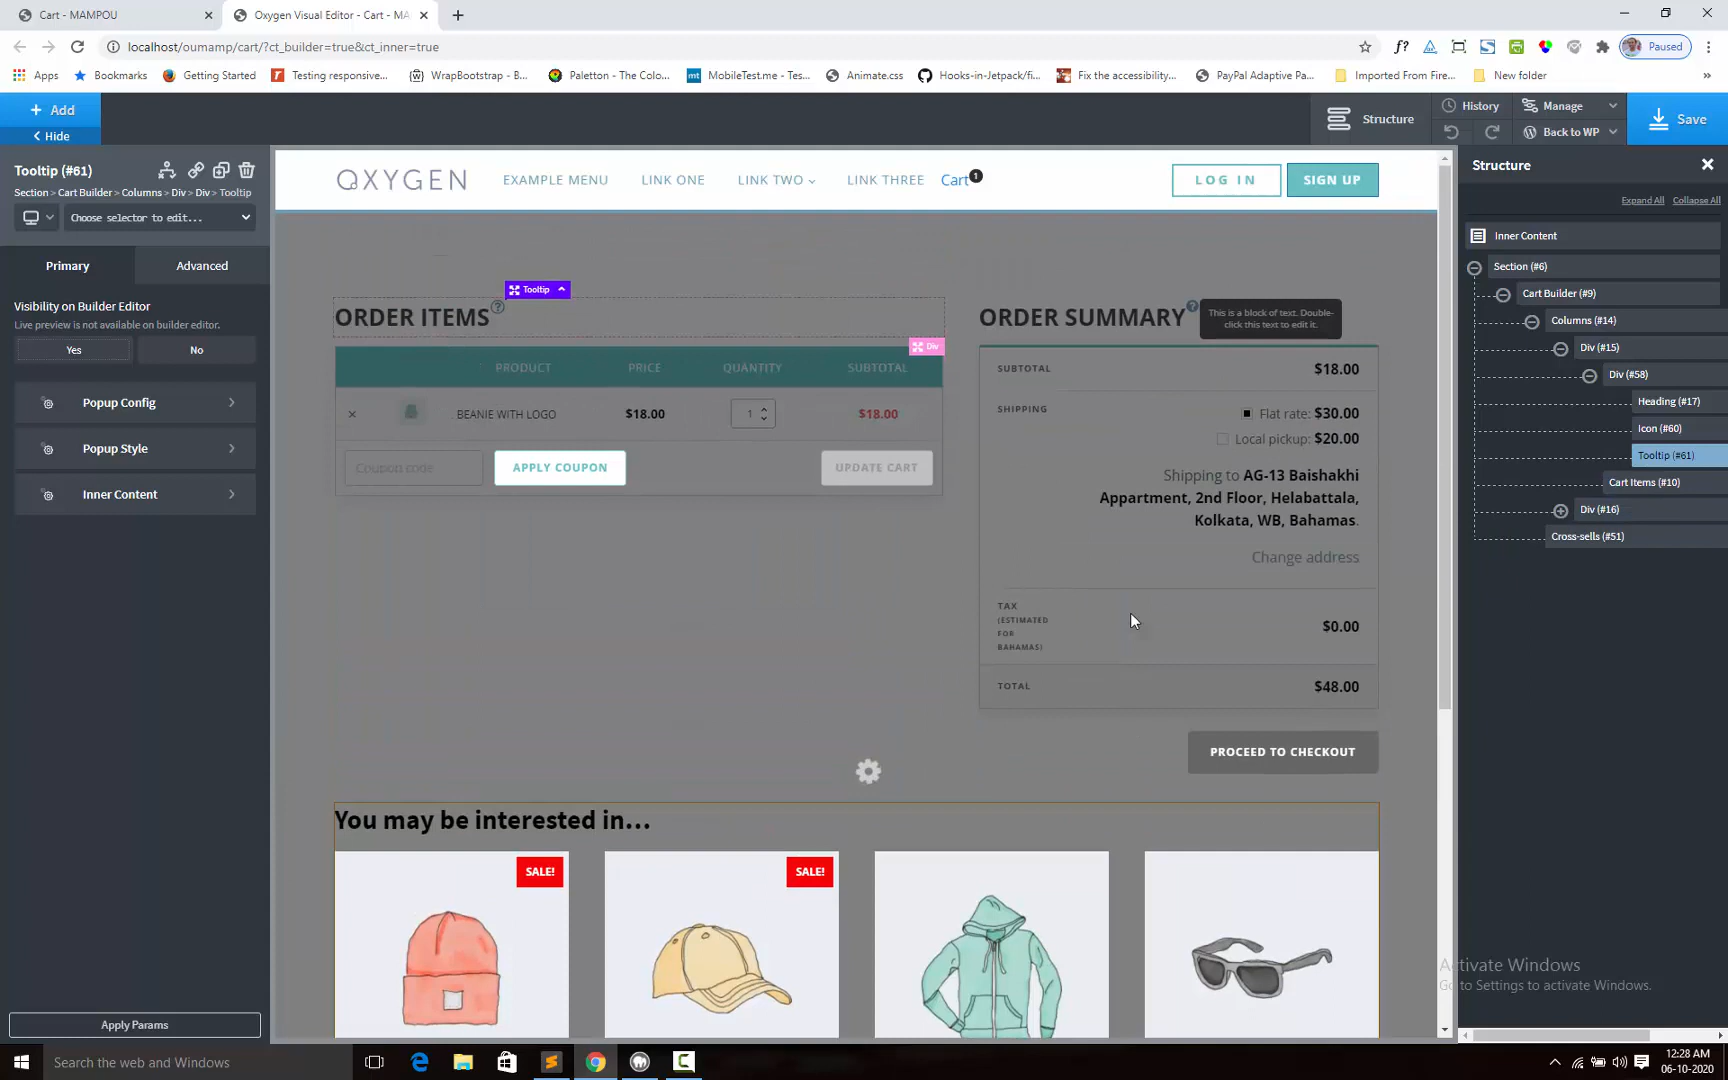 Cart - MAMPOU
Oxygen Visual Editor - Cart - MA
localhost/oumamp/cart/?ct_builder=true&ct_inner=true
f?
Paused
Apps
Bookmarks
Getting Started
Testing responsive...
WrapBootstrap - B...
Paletton - The Colo...
MobileTest.me - Tes...
Animate.css
Hooks-in-Jetpack/fi...
Fix the accessibility...
PayPal Adaptive Pa...
Imported From Fire...
New folder
+ Add
Hide
Structure
History
Manage
Back to WP
Save
Tooltip (#61)
Section > Cart Builder > Columns > Div > Div > Tooltip
Choose selector to edit...
Primary
Advanced
Visibility on Builder Editor
Live preview is not available on builder editor.
Yes
No
Popup Config
Popup Style
Inner Content
Apply Params
OXYGEN
EXAMPLE MENU
LINK ONE
LINK TWO
LINK THREE
Cart 1
LOG IN
SIGN UP
Tooltip
ORDER ITEMS
Div
PRODUCT
PRICE
QUANTITY
SUBTOTAL
× BEANIE WITH LOGO
$18.00
1
$18.00
Coupon code
APPLY COUPON
UPDATE CART
ORDER SUMMARY
This is a block of text. Double-
click this text to edit it.
SUBTOTAL
$18.00
SHIPPING
Flat rate: $30.00
Local pickup: $20.00
Shipping to AG-13 Baishakhi
Appartment, 2nd Floor, Helabattala,
Kolkata, WB, Bahamas.
Change address
TAX
(ESTIMATED
FOR
BAHAMAS)
$0.00
TOTAL
$48.00
PROCEED TO CHECKOUT
You may be interested in...
SALE!
SALE!
Structure
Expand All
Collapse All
Inner Content
Section (#6)
Cart Builder (#9)
Columns (#14)
Div (#15)
Div (#58)
Heading (#17)
Icon (#60)
Tooltip (#61)
Cart Items (#10)
Div (#16)
Cross-sells (#51)
Activate Windows
Go to Settings to activate Windows.
Search the web and Windows
12:28 AM
06-10-2020